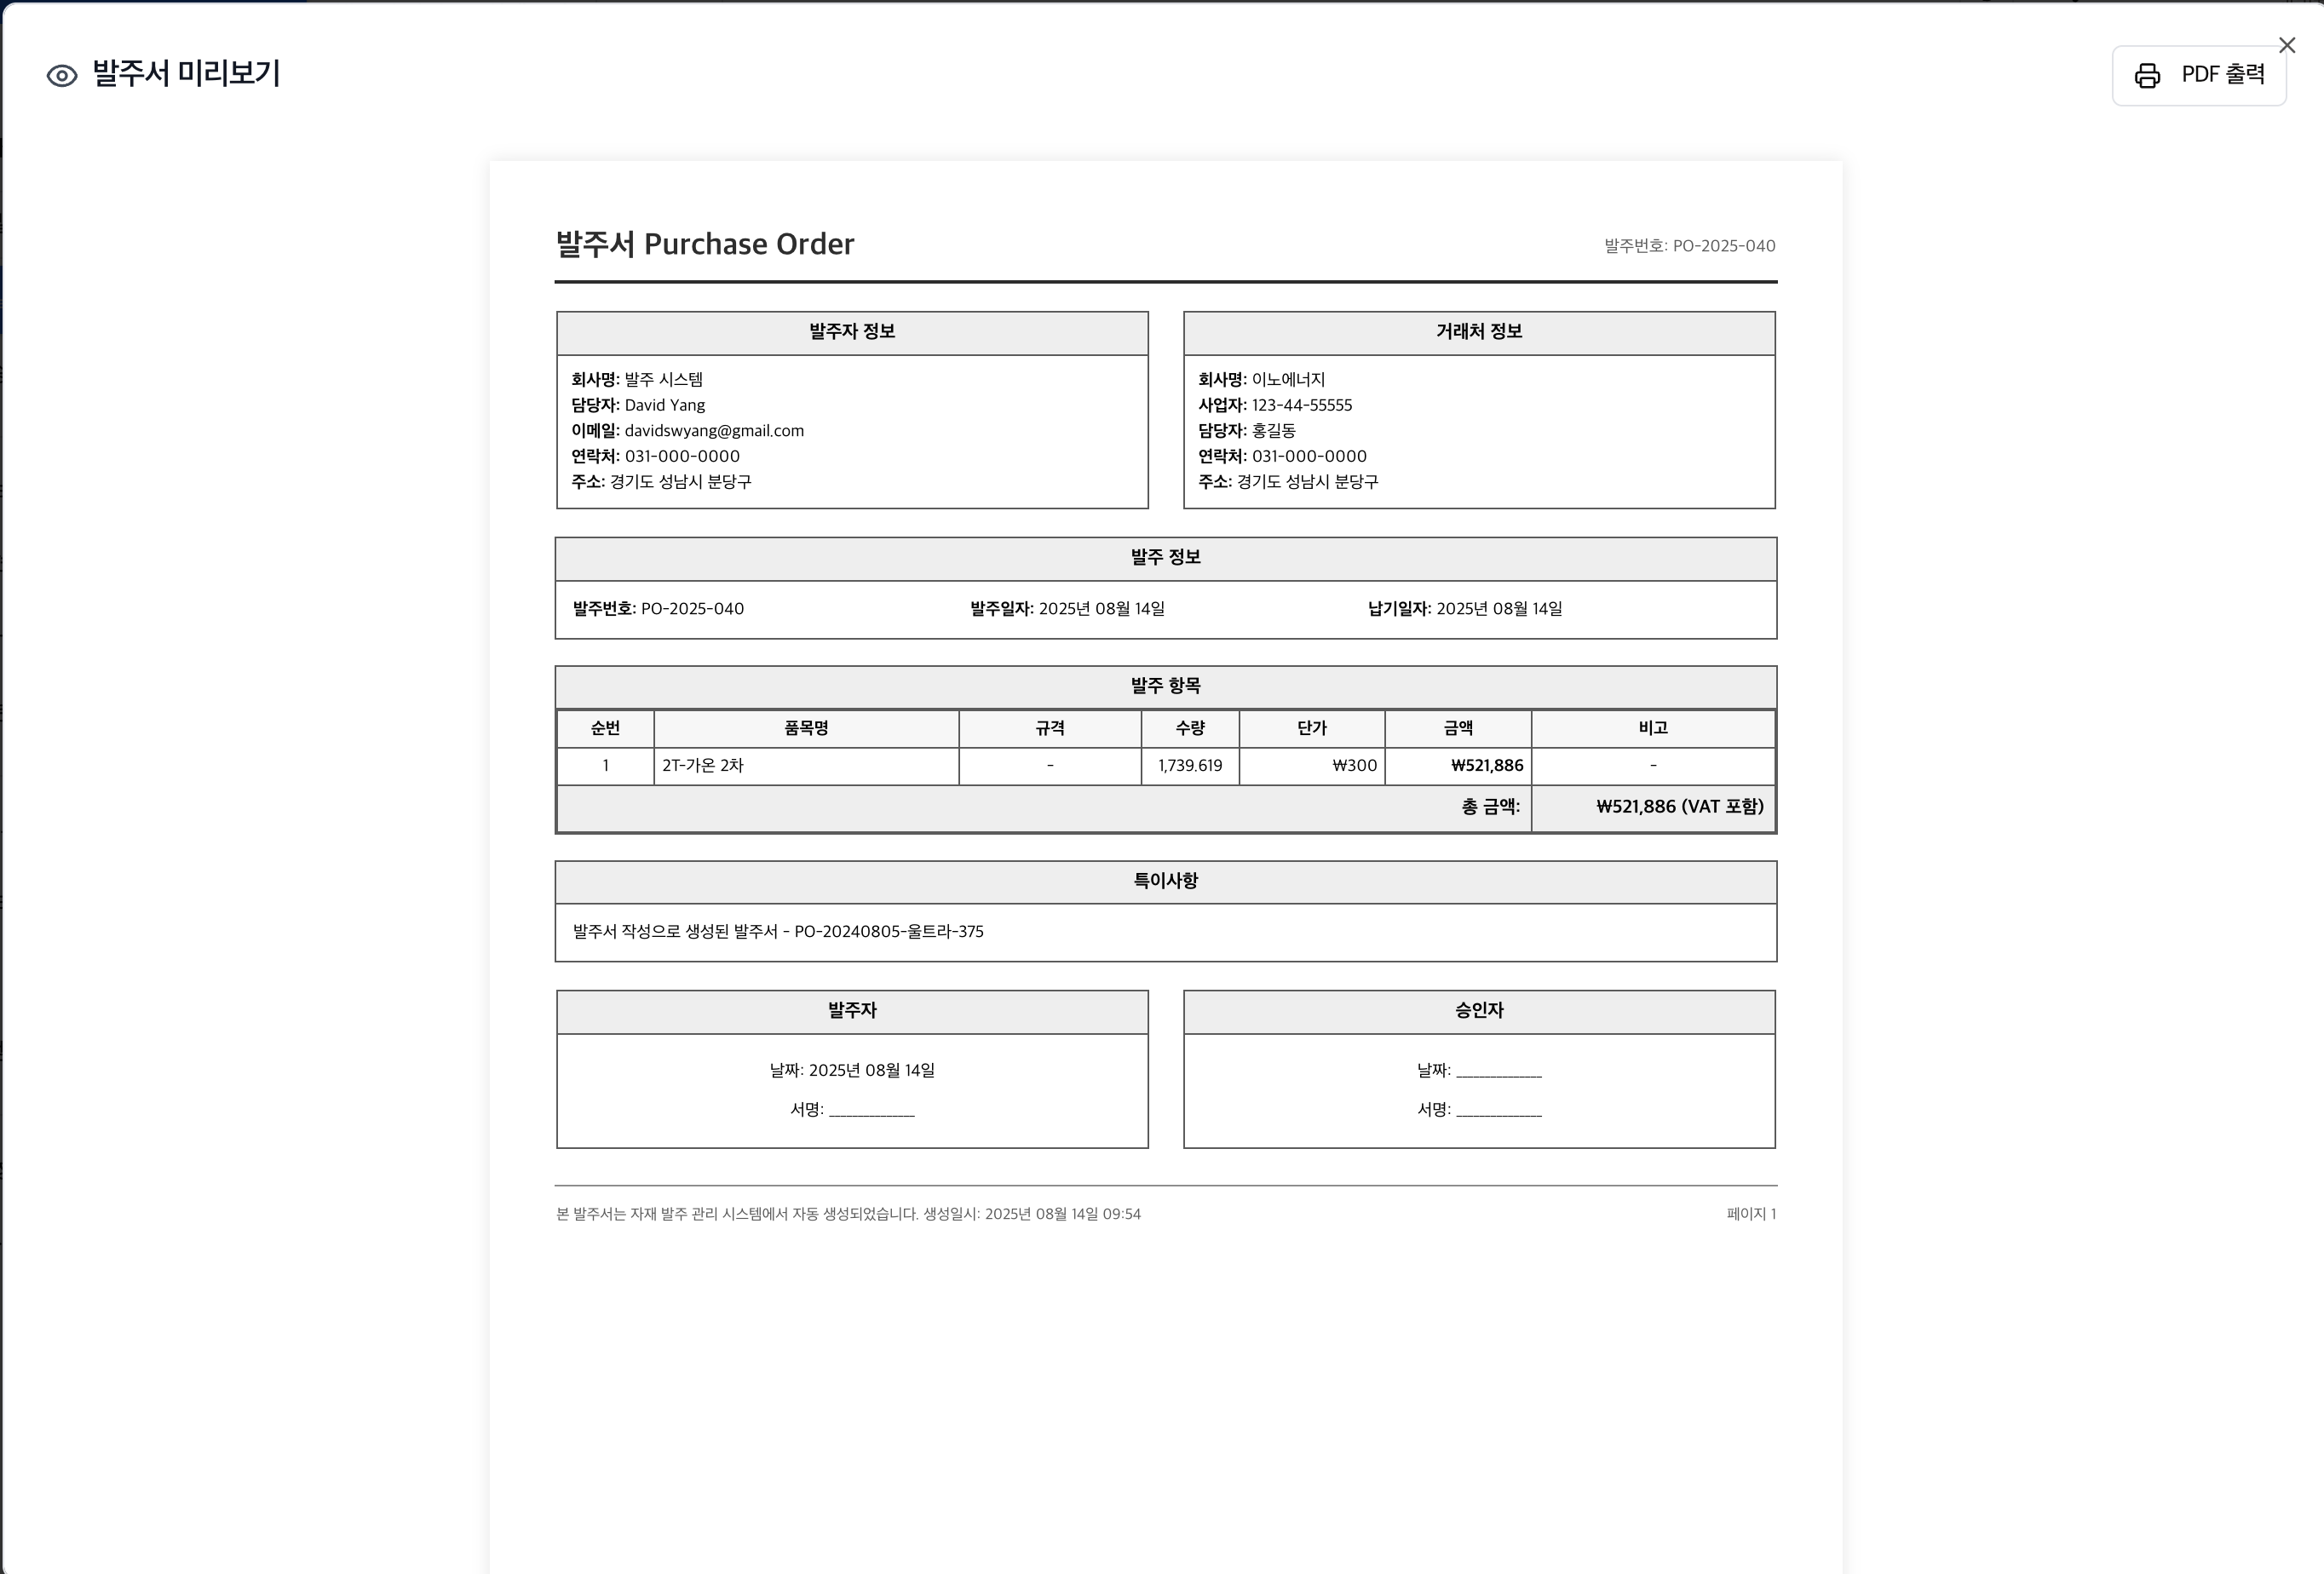 발주서 미리보기
PDF 출력
발주서 Purchase Order
발주번호: PO-2025-040
발주자 정보
회사명: 발주 시스템
담당자: David Yang
이메일: davidswyang@gmail.com
연락처: 031-000-0000
주소: 경기도 성남시 분당구
거래처 정보
회사명: 이노에너지
사업자: 123-44-55555
담당자: 홍길동
연락처: 031-000-0000
주소: 경기도 성남시 분당구
발주 정보
발주번호: PO-2025-040 발주일자: 2025년 08월 14일 납기일자: 2025년 08월 14일
발주 항목
순번 품목명 규격 수량 단가 금액 비고
1 2T-가온 2차 - 1,739.619 ₩300 ₩521,886 -
총 금액: ₩521,886 (VAT 포함)
특이사항
발주서 작성으로 생성된 발주서 - PO-20240805-울트라-375
발주자
날짜: 2025년 08월 14일
서명: ______________
승인자
날짜: ______________
서명: ______________
본 발주서는 자재 발주 관리 시스템에서 자동 생성되었습니다. 생성일시: 2025년 08월 14일 09:54
페이지 1